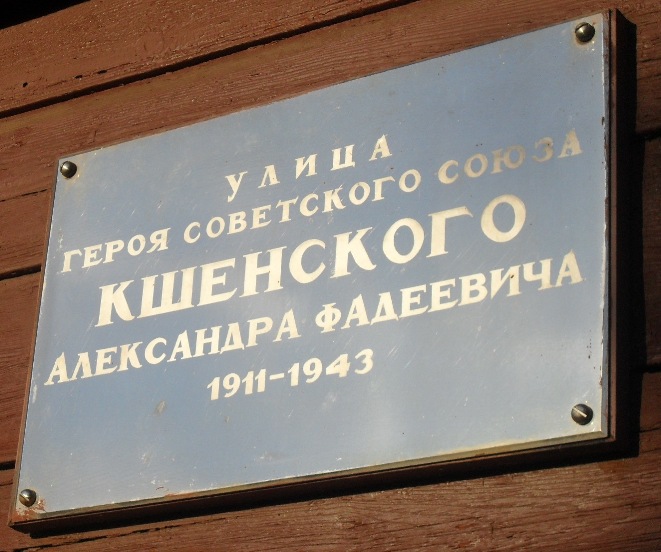 УЛИЦА
ГЕРОЯ СОВЕТСКОГО СОЮЗА
КШЕНСКОГО
АЛЕКСАНДРА ФАДЕЕВИЧА
1911-1943